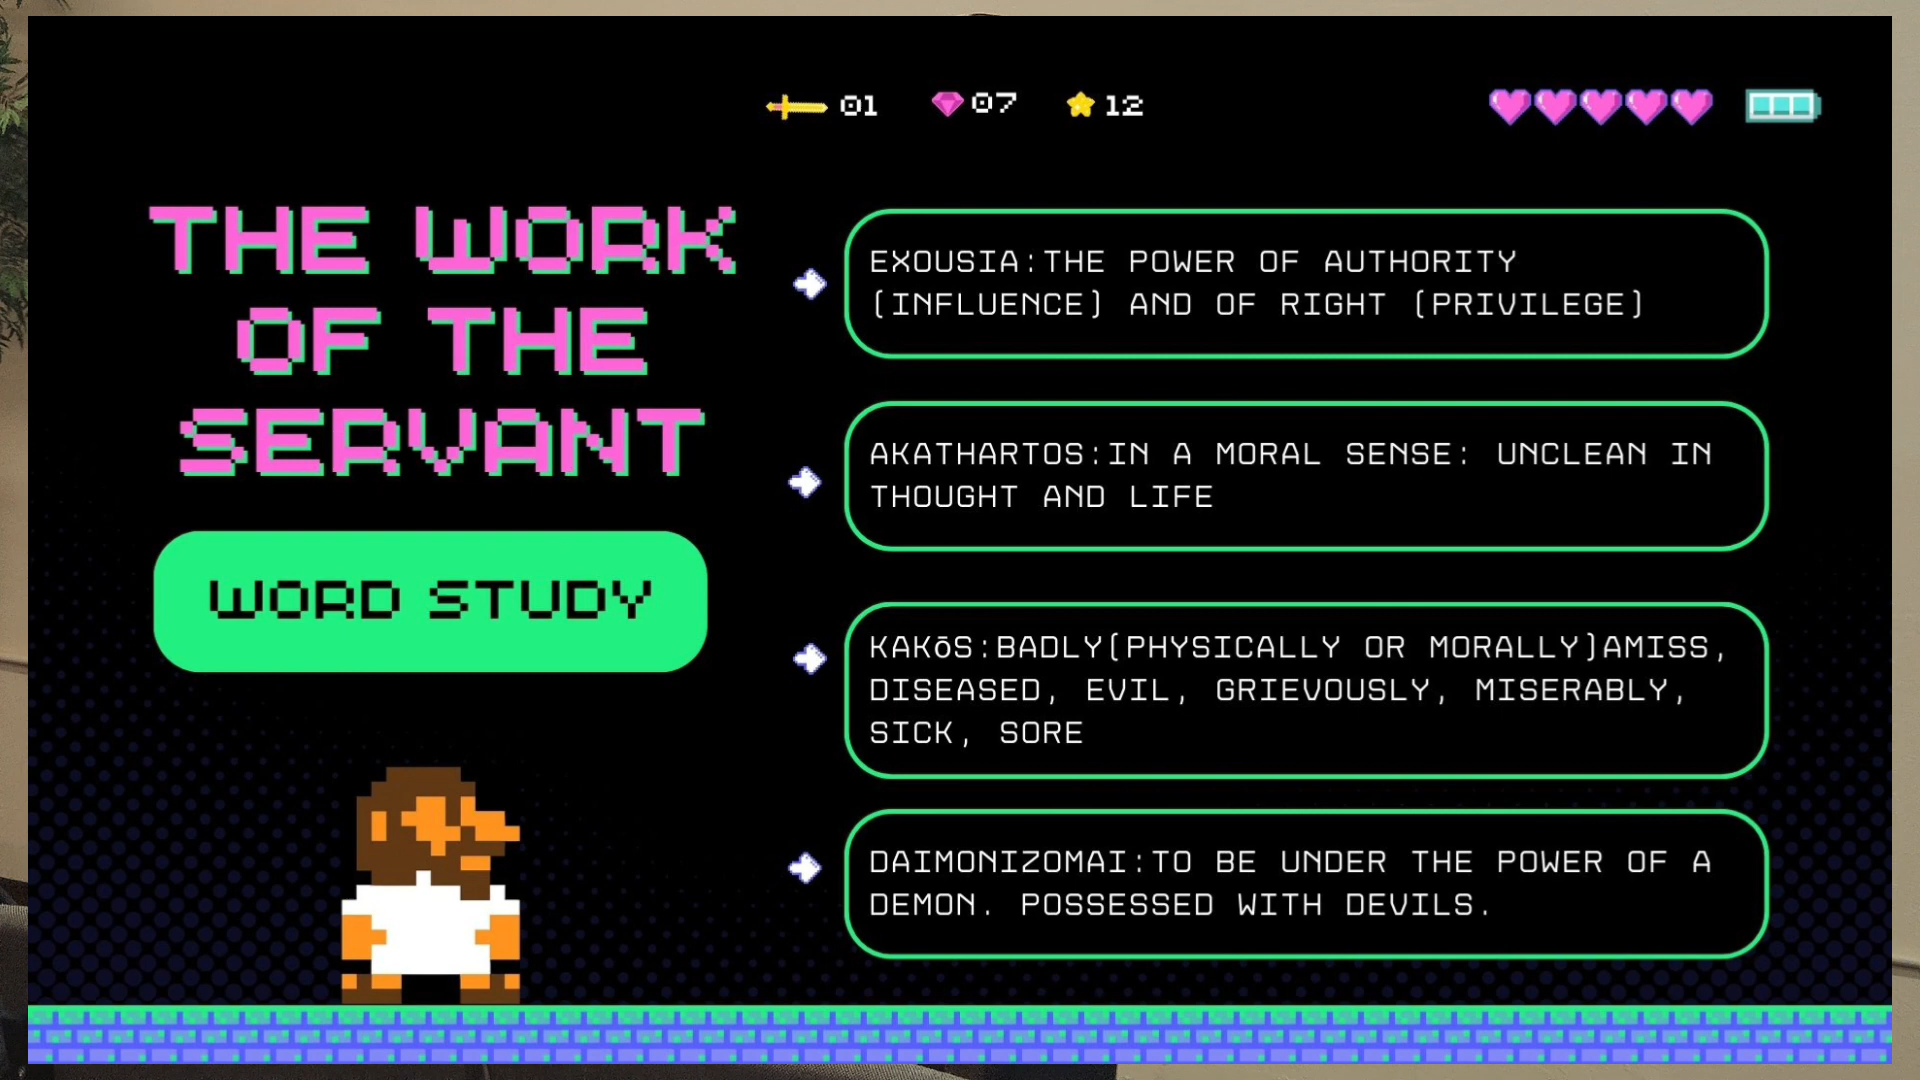 01 07 12
THE WORK
OF THE
SERVANT
WORD STUDY
EXOUSIA:THE POWER OF AUTHORITY
(INFLUENCE) AND OF RIGHT (PRIVILEGE)
AKATHARTOS:IN A MORAL SENSE: UNCLEAN IN
THOUGHT AND LIFE
KAKōS:BADLY(PHYSICALLY OR MORALLY)AMISS,
DISEASED, EVIL, GRIEVOUSLY, MISERABLY,
SICK, SORE
DAIMONIZOMAI:TO BE UNDER THE POWER OF A
DEMON. POSSESSED WITH DEVILS.